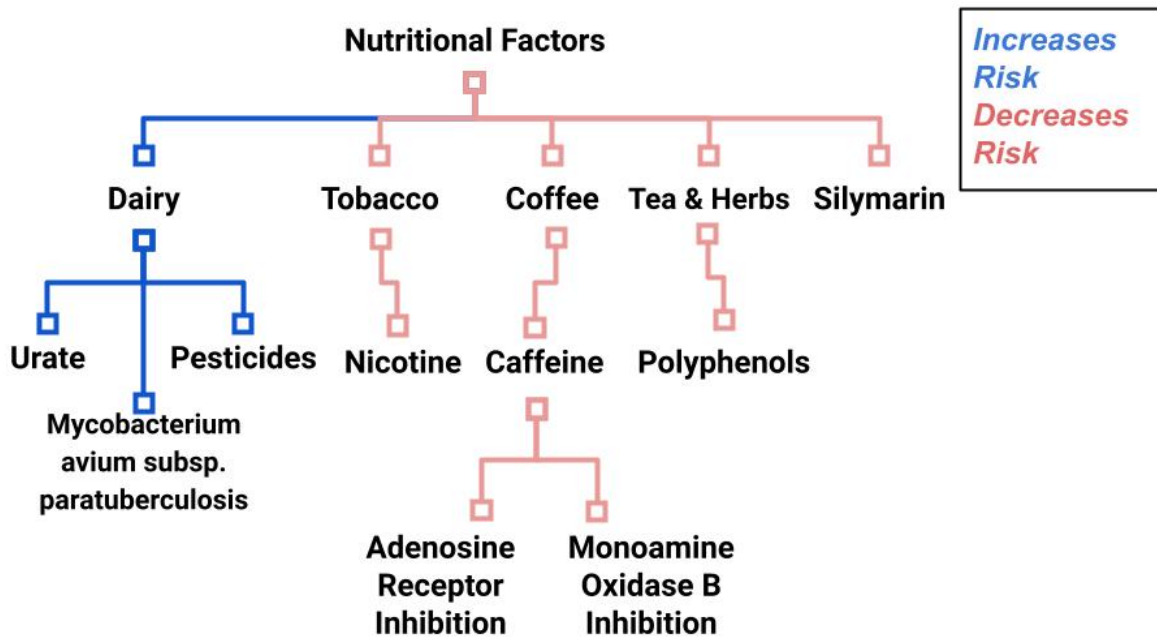 Nutritional Factors
Increases
Risk
Decreases
Risk
Dairy
Tobacco
Coffee
Tea & Herbs
Silymarin
Urate
Pesticides
Nicotine
Caffeine
Polyphenols
Mycobacterium
avium subsp.
paratuberculosis
Adenosine
Receptor
Inhibition
Monoamine
Oxidase B
Inhibition